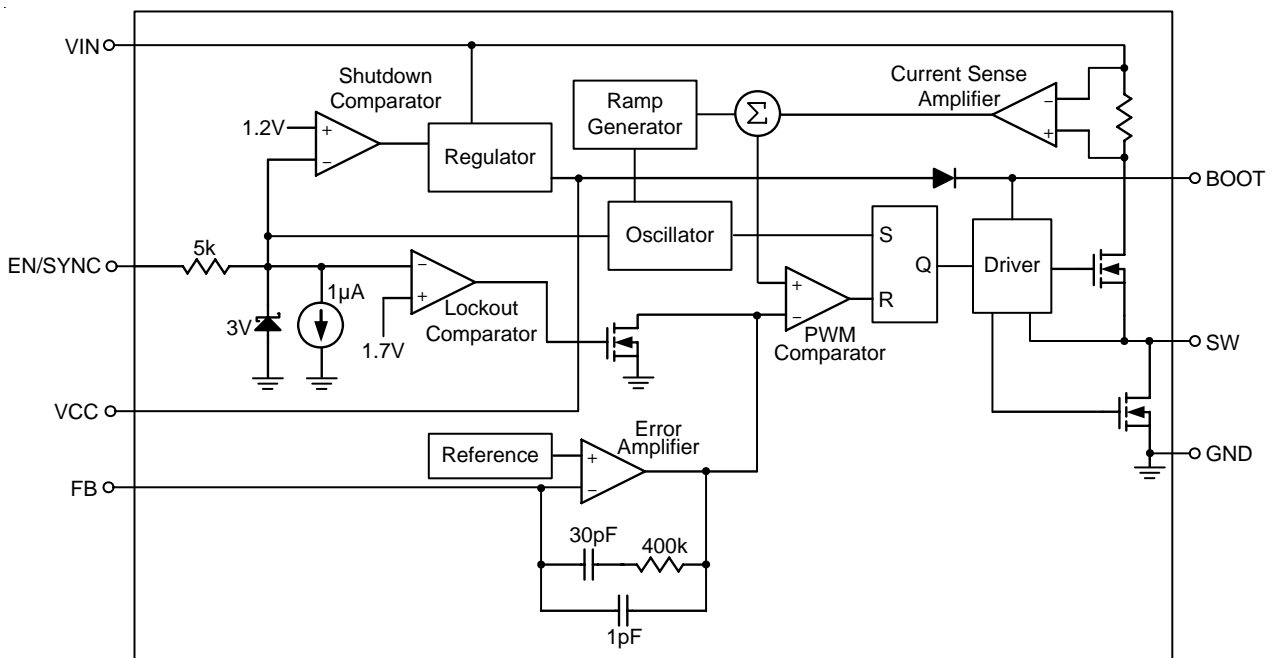 VIN
Shutdown
Comparator
1.2V
+
−
Regulator
Ramp
Generator
Σ
Current Sense
Amplifier
−
+
BOOT
EN/SYNC
5k
3V
1µA
−
+
1.7V
Lockout
Comparator
Oscillator
+
−
PWM
Comparator
S
R
Q
Driver
SW
VCC
Reference
Error
Amplifier
+
−
GND
FB
30pF
400k
1pF